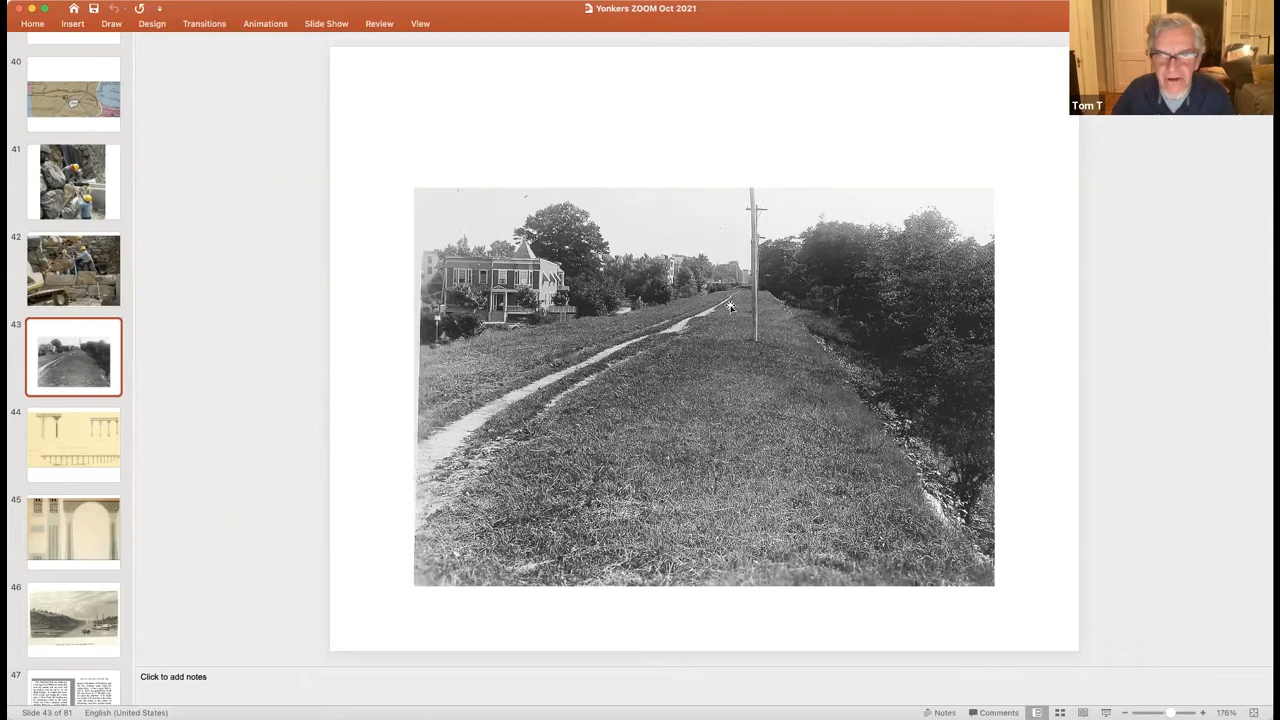 Yonkers ZOOM Oct 2021
Home Insert Draw Design Transitions Animations Slide Show Review View
Tom T
40
41
42
43
44
45
46
47
Click to add notes
Slide 43 of 81 English (United States) Notes Comments 176%